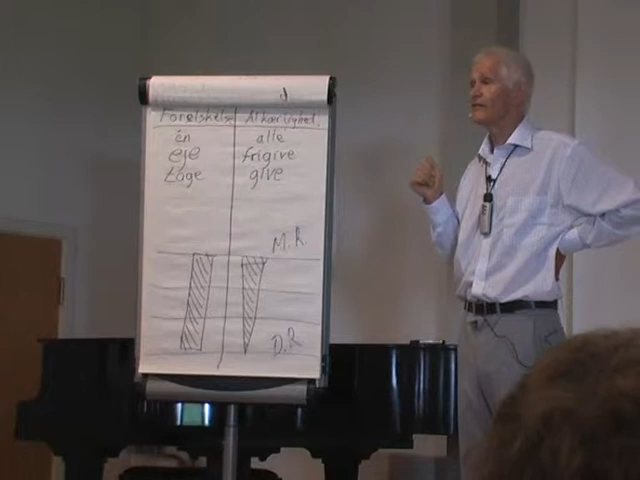 Forelskelse Alkærlighed.
én alle
eje frigive
tage give
M.R.
D.R